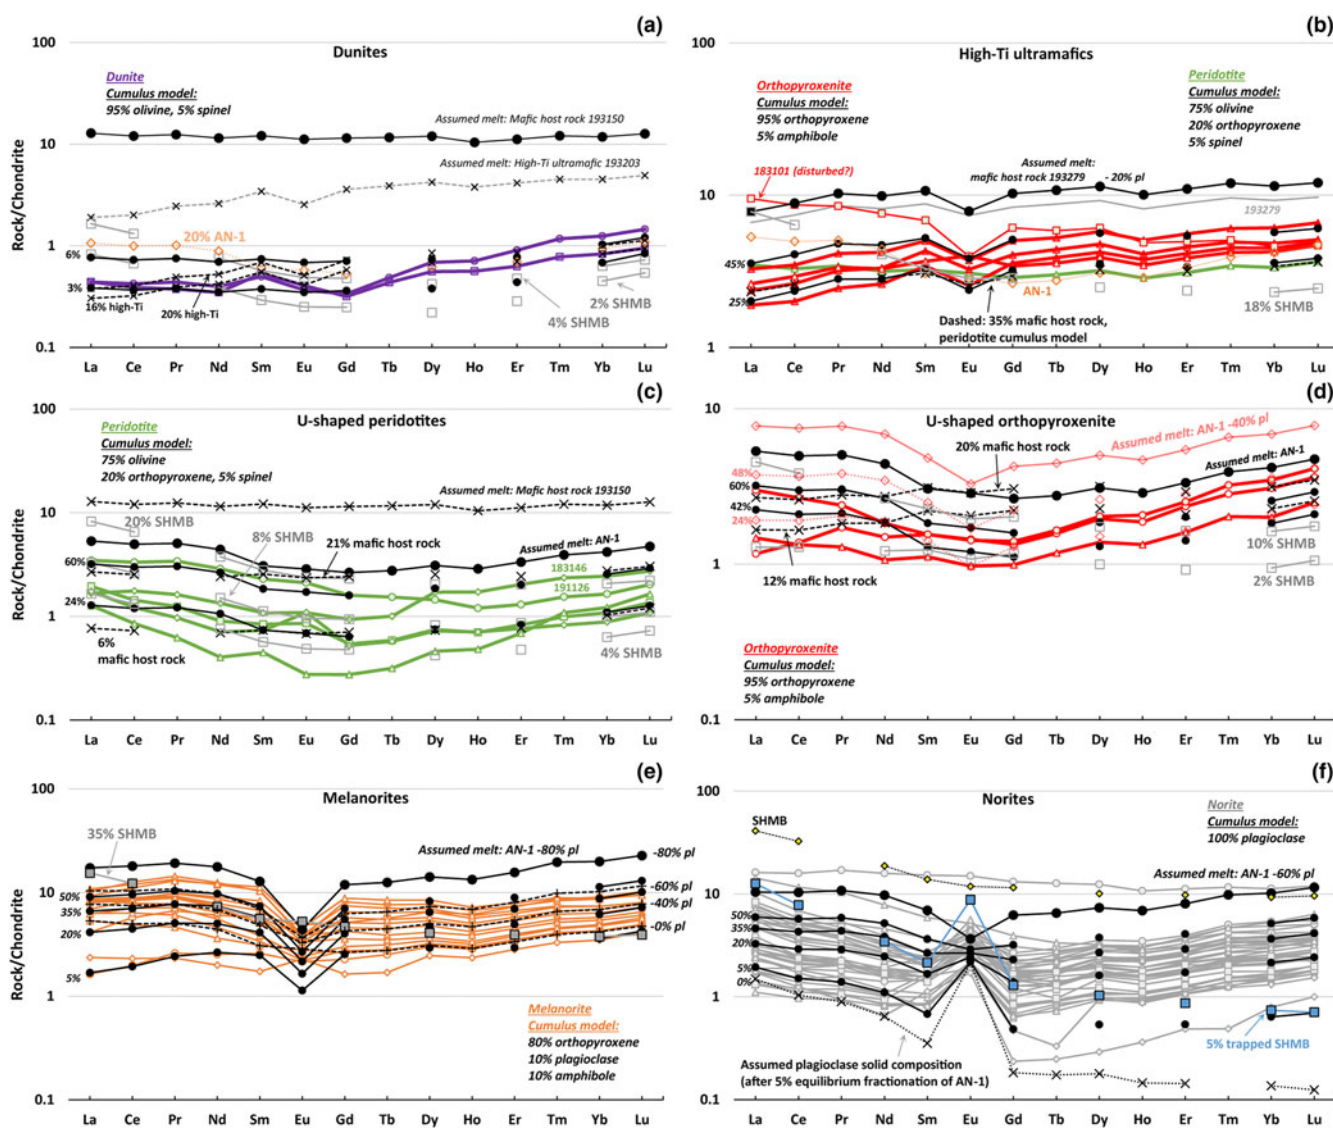 (a)
Dunites
100
10
1
0.1
Rock/Chondrite
Dunite
Cumulus model:
95% olivine, 5% spinel
Assumed melt: Mafic host rock 193150
Assumed melt: High-Ti ultramafic 193203
20% AN-1
6%
3%
16% high-Ti
20% high-Ti
2% SHMB
4% SHMB
La Ce Pr Nd Sm Eu Gd Tb Dy Ho Er Tm Yb Lu
(b)
High-Ti ultramafics
100
10
1
Orthopyroxenite
Cumulus model:
95% orthopyroxene
5% amphibole
Peridotite
Cumulus model:
75% olivine
20% orthopyroxene
5% spinel
183101 (disturbed?)
Assumed melt:
mafic host rock 193279 - 20% pl
193279
45%
25%
AN-1
18% SHMB
Dashed: 35% mafic host rock,
peridotite cumulus model
La Ce Pr Nd Sm Eu Gd Tb Dy Ho Er Tm Yb Lu
(c)
U-shaped peridotites
100
10
1
0.1
Rock/Chondrite
Peridotite
Cumulus model:
75% olivine
20% orthopyroxene, 5% spinel
Assumed melt: Mafic host rock 193150
20% SHMB
8% SHMB
21% mafic host rock
Assumed melt: AN-1
183146
191126
60%
24%
6%
mafic host rock
4% SHMB
La Ce Pr Nd Sm Eu Gd Tb Dy Ho Er Tm Yb Lu
(d)
U-shaped orthopyroxenite
10
1
0.1
Assumed melt: AN-1 -40% pl
20% mafic host rock
Assumed melt: AN-1
48%
60%
42%
24%
12% mafic host rock
10% SHMB
2% SHMB
Orthopyroxenite
Cumulus model:
95% orthopyroxene
5% amphibole
La Ce Pr Nd Sm Eu Gd Tb Dy Ho Er Tm Yb Lu
(e)
Melanorites
100
10
1
0.1
Rock/Chondrite
35% SHMB
Assumed melt: AN-1 -80% pl
-80% pl
-60% pl
-40% pl
-0% pl
50%
35%
20%
5%
Melanorite
Cumulus model:
80% orthopyroxene
10% plagioclase
10% amphibole
La Ce Pr Nd Sm Eu Gd Tb Dy Ho Er Tm Yb Lu
(f)
Norites
100
10
1
0.1
Norite
Cumulus model:
100% plagioclase
SHMB
Assumed melt: AN-1 -60% pl
50%
35%
20%
5%
0%
5% trapped SHMB
Assumed plagioclase solid composition
(after 5% equilibrium fractionation of AN-1)
La Ce Pr Nd Sm Eu Gd Tb Dy Ho Er Tm Yb Lu